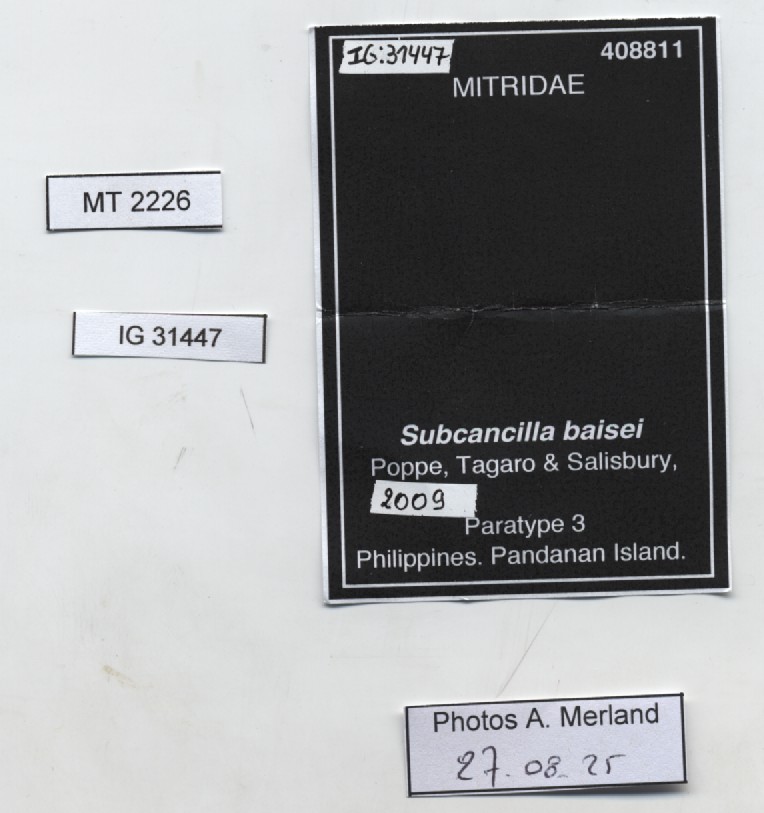 IG:31447
408811
MITRIDAE
MT 2226
IG 31447
Subcancilla baisei
Poppe, Tagaro & Salisbury,
2009
Paratype 3
Philippines. Pandanan Island.
Photos A. Merland
27.08.25